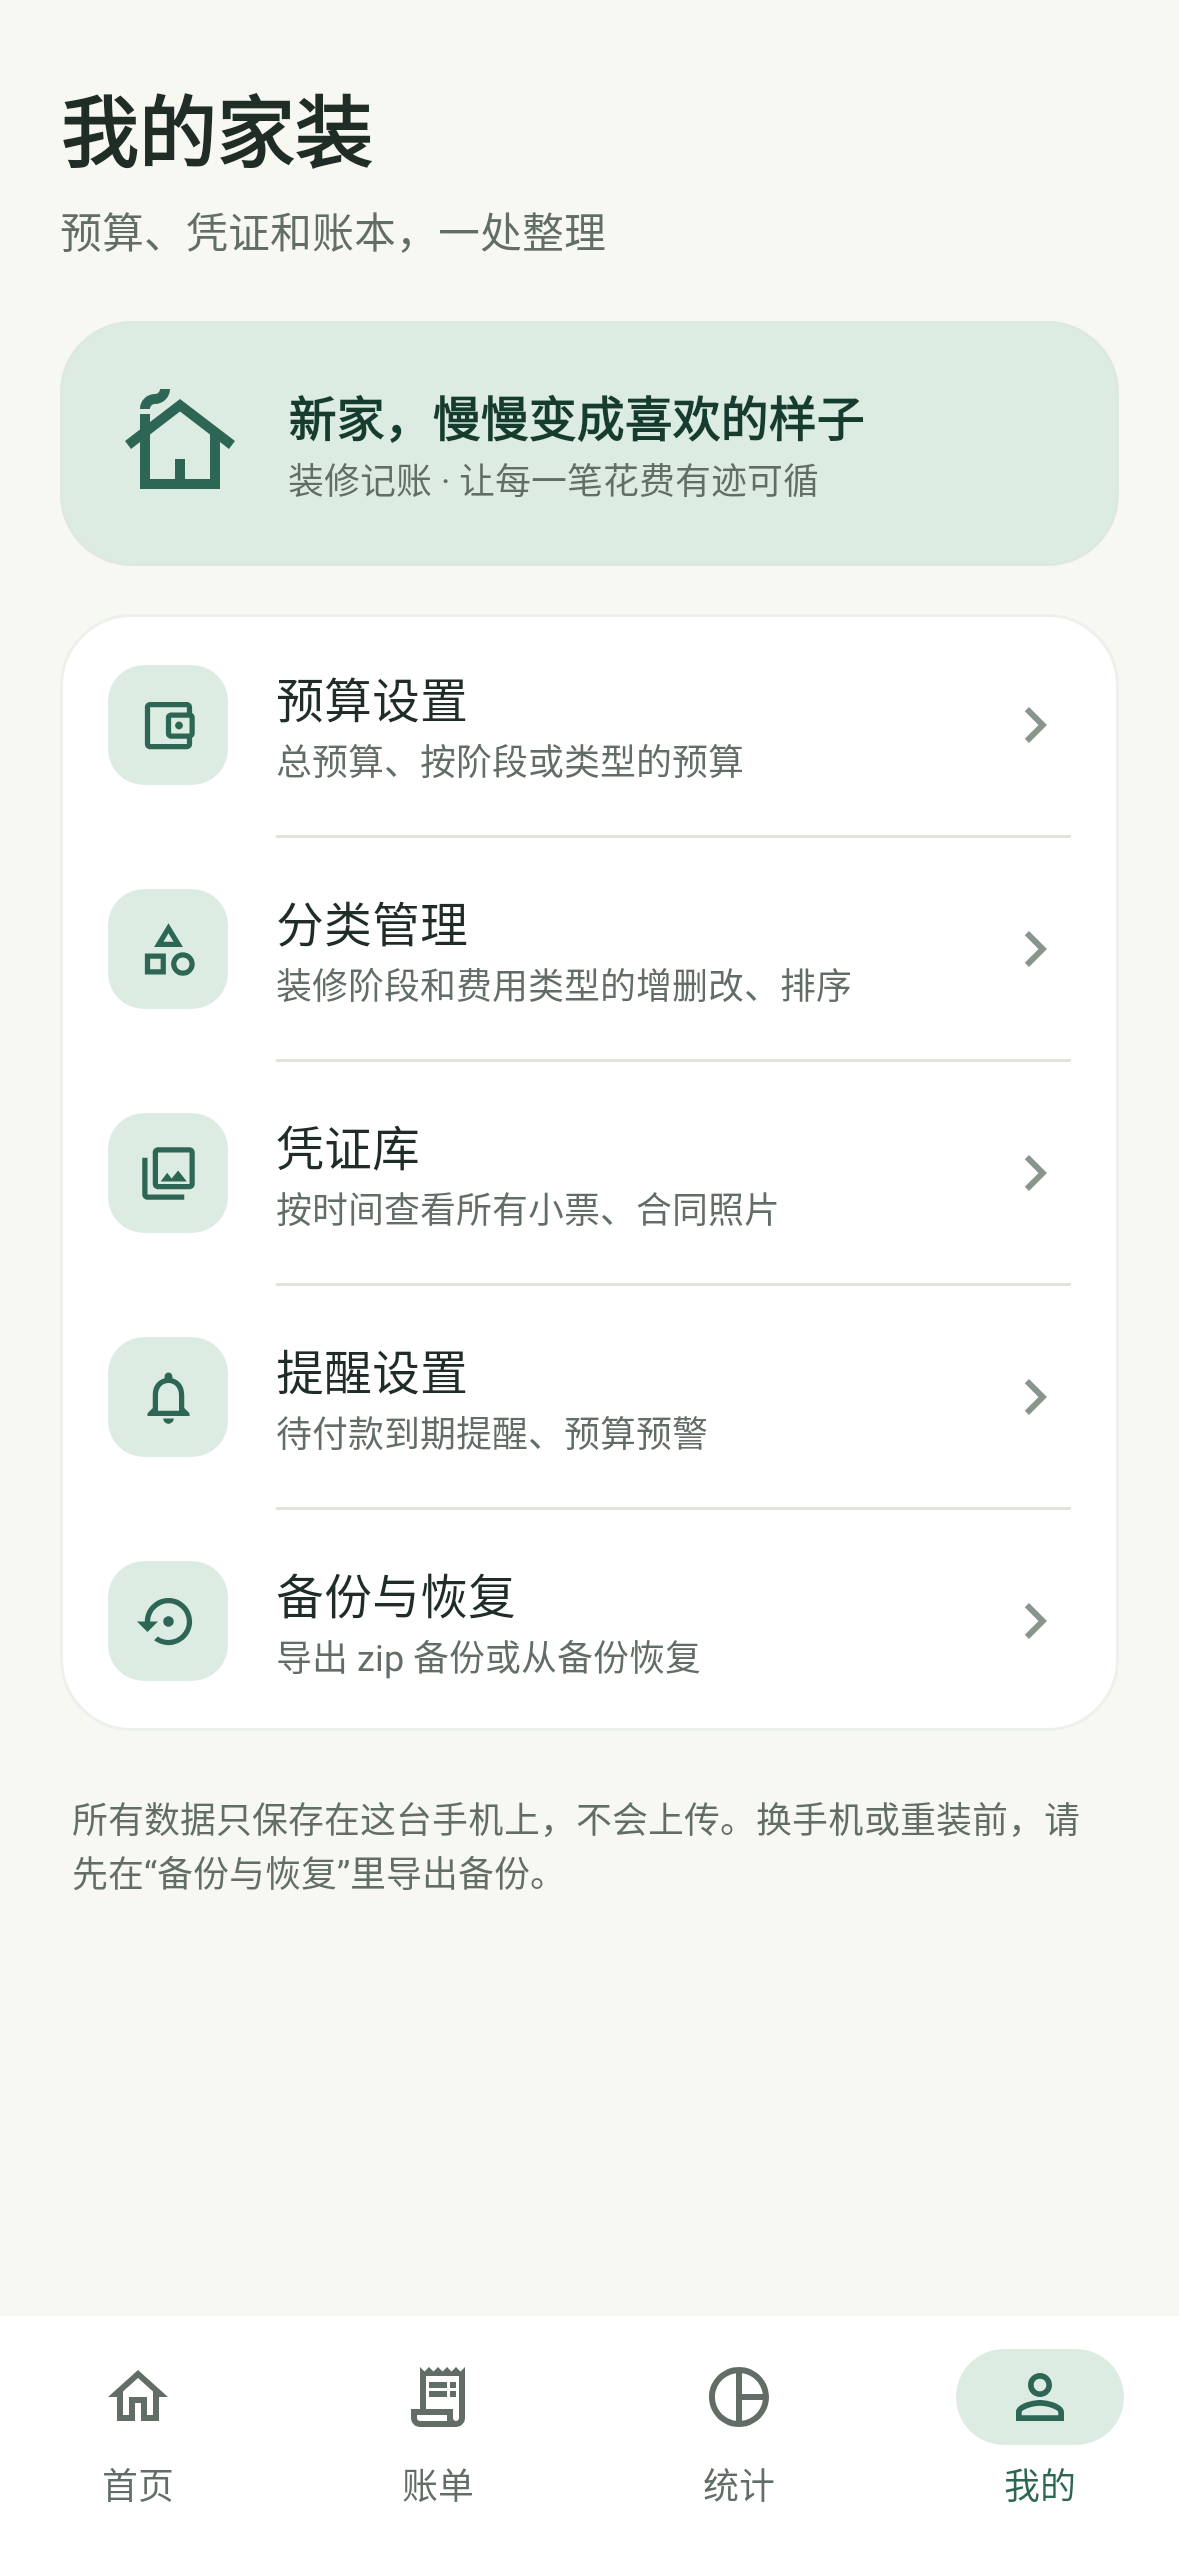 我的家装
预算、凭证和账本，一处整理
新家，慢慢变成喜欢的样子
装修记账 · 让每一笔花费有迹可循
预算设置
总预算、按阶段或类型的预算
分类管理
装修阶段和费用类型的增删改、排序
凭证库
按时间查看所有小票、合同照片
提醒设置
待付款到期提醒、预算预警
备份与恢复
导出 zip 备份或从备份恢复
所有数据只保存在这台手机上，不会上传。换手机或重装前，请
先在“备份与恢复”里导出备份。
首页
账单
统计
我的